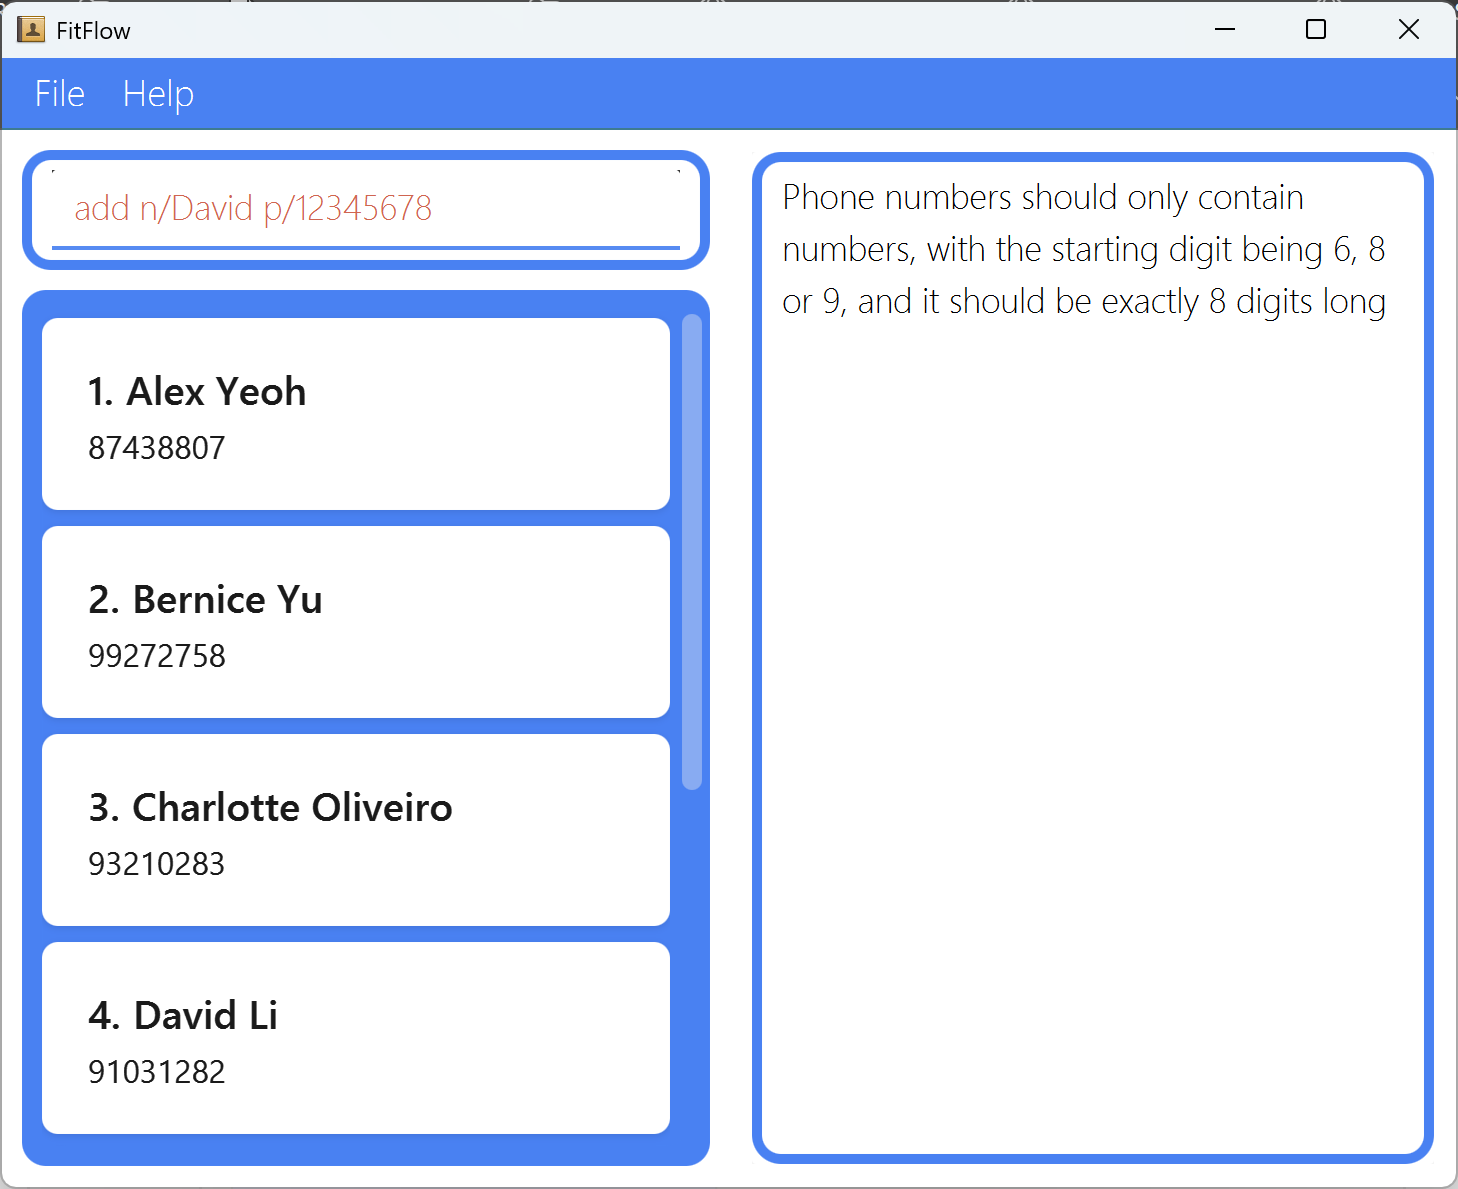 FitFlow
File Help
add n/David p/12345678
1. Alex Yeoh
87438807
2. Bernice Yu
99272758
3. Charlotte Oliveiro
93210283
4. David Li
91031282
Phone numbers should only contain
numbers, with the starting digit being 6, 8
or 9, and it should be exactly 8 digits long